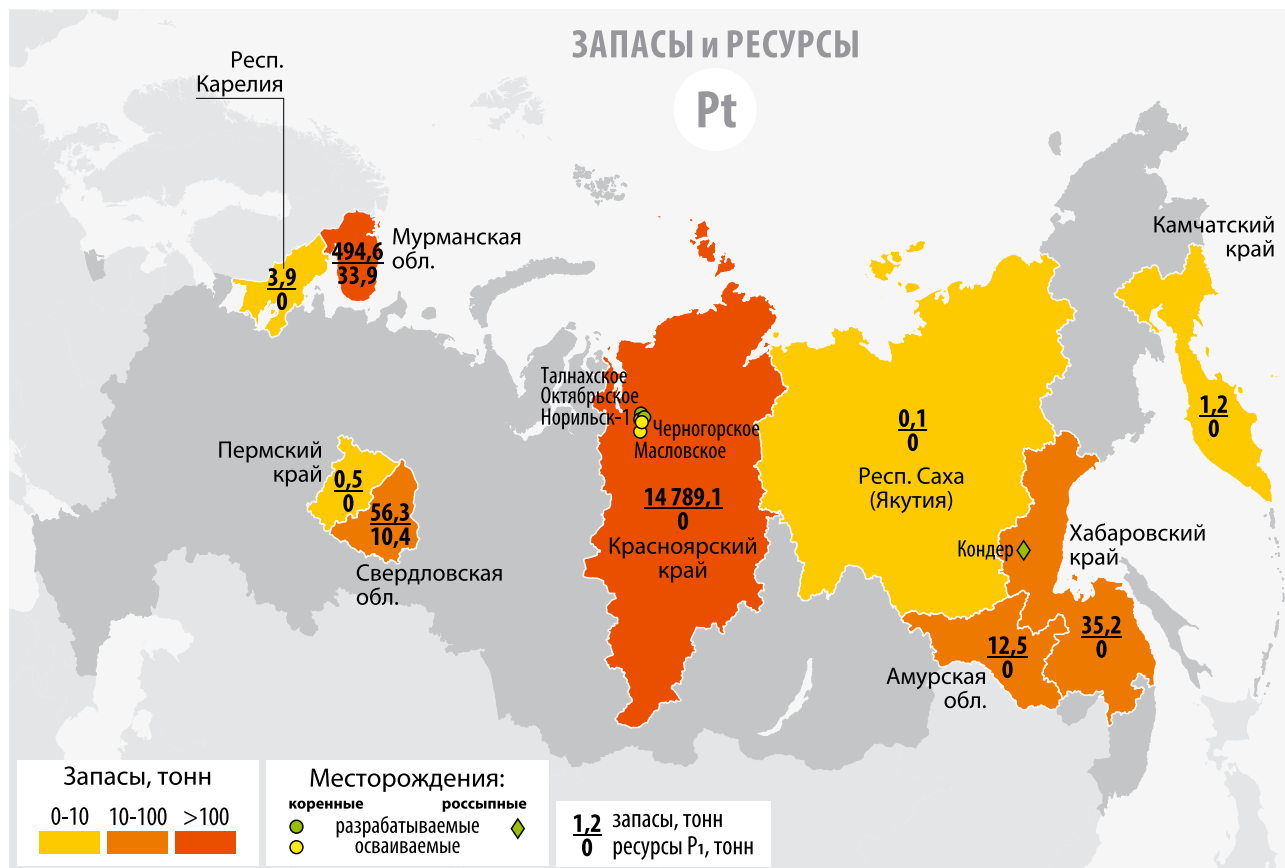 ЗАПАСЫ и РЕСУРСЫ
Pt
Респ.
Карелия
3,9
0
494,6
33,9
Мурманская
обл.
Камчатский
край
1,2
0
Талнахское
Октябрьское
Норильск-1
Черногорское
Масловское
14 789,1
0
Красноярский
край
0,1
0
Респ. Саха
(Якутия)
Пермский
край
0,5
0
56,3
10,4
Свердловская
обл.
Кондер
Хабаровский
край
35,2
0
12,5
0
Амурская
обл.
Запасы, тонн
0-10 10-100 >100
Месторождения:
коренные россыпные
разрабатываемые
осваиваемые
1,2 запасы, тонн
0 ресурсы P₁, тонн